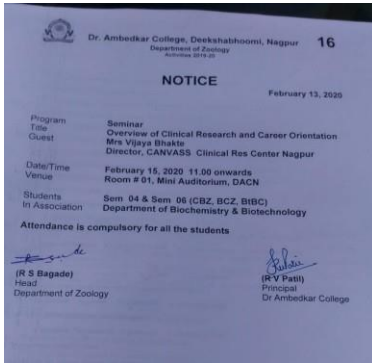 Dr. Ambedkar College, Deekshabhoomi, Nagpur 16
Department of Zoology
Activities 2019-20
NOTICE
February 13, 2020
Program Seminar
Title Overview of Clinical Research and Career Orientation
Guest Mrs Vijaya Bhakte
Director, CANVASS Clinical Res Center Nagpur
Date/Time February 15, 2020 11.00 onwards
Venue Room # 01, Mini Auditorium, DACN
Students Sem 04 & Sem 06 (CBZ, BCZ, BtBC)
In Association Department of Biochemistry & Biotechnology
Attendance is compulsory for all the students
(R S Bagade) (R V Patil)
Head Principal
Department of Zoology Dr Ambedkar College